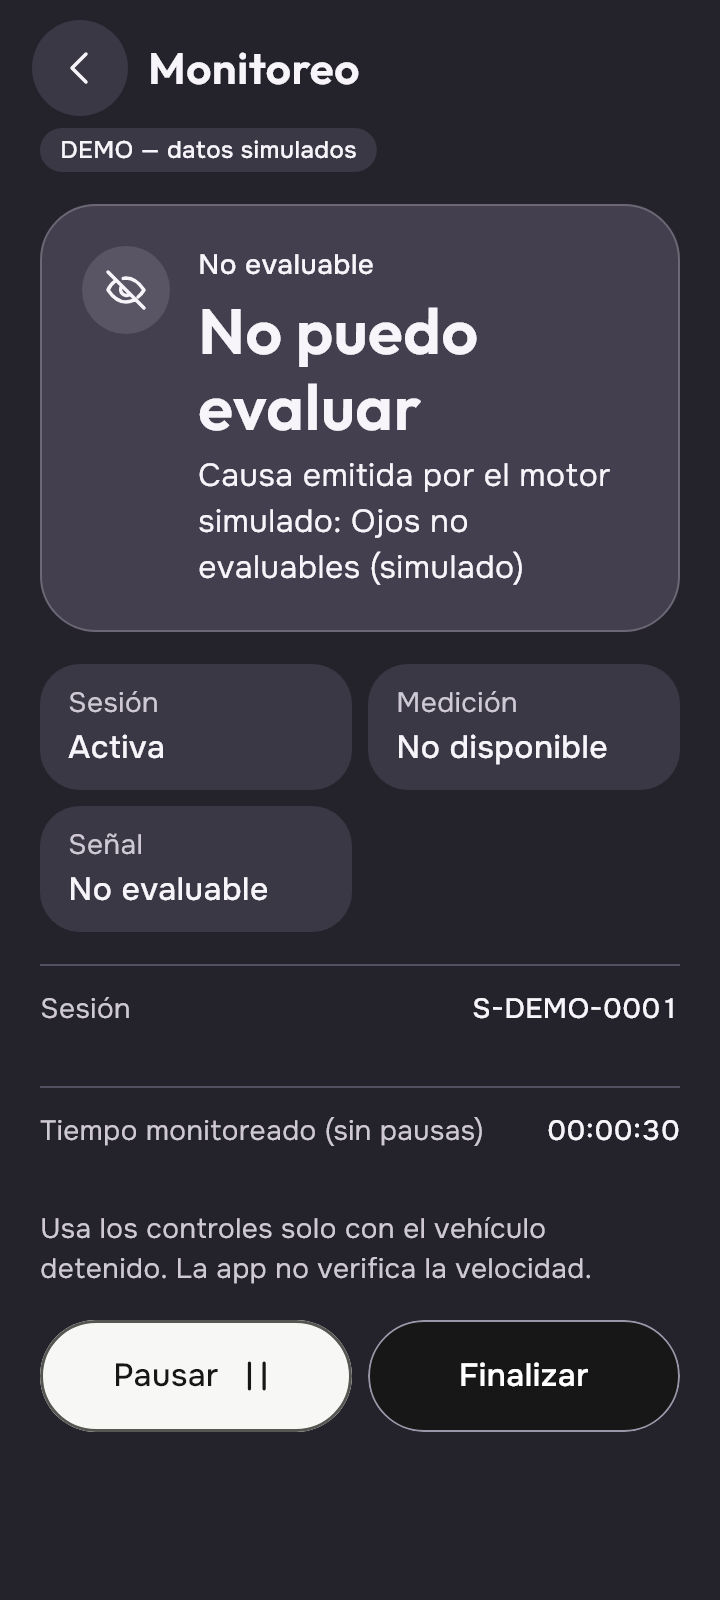 Monitoreo
DEMO — datos simulados
No evaluable
No puedo
evaluar
Causa emitida por el motor
simulado: Ojos no
evaluables (simulado)
Sesión
Activa
Medición
No disponible
Señal
No evaluable
Sesión
S-DEMO-0001
Tiempo monitoreado (sin pausas)
00:00:30
Usa los controles solo con el vehículo
detenido. La app no verifica la velocidad.
Pausar
Finalizar